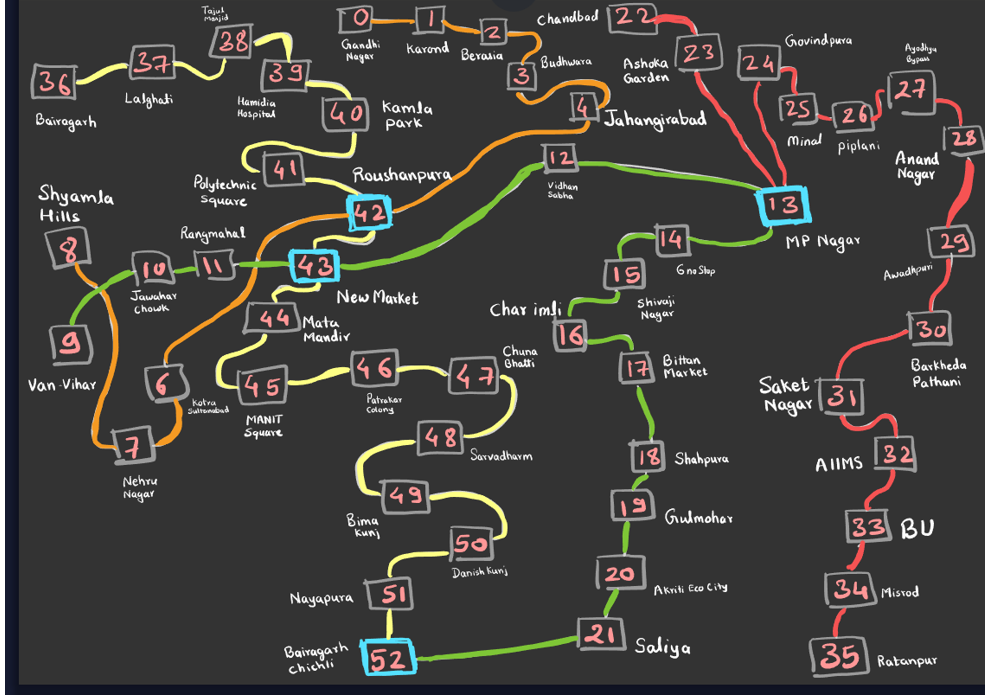 Tajul
Masjid
38
36
Bairagarh
37
Lalghati
39
Hamidia
Hospital
40
Kamla
park
41
Polytechnic
Square
0
Gandhi
Nagar
1
Karond
2
Berasia
3
Budhwara
4
Jahangirabad
Chandbad
22
23
Ashoka
Garden
24
Govindpura
25
Minal
26
piplani
Ayodhya
Bypass
27
28
Anand
Nagar
29
Awadhpuri
30
Barkheda
Pathani
Saket
Nagar
31
AIIMS
32
33
BU
34
Misrod
35
Ratanpur
12
Vidhan
Sabha
13
MP Nagar
14
G no Stop
15
Shivaji
Nagar
Char imli
16
17
Bittan
Market
18
Shahpura
19
Gulmohar
20
Akriti Eco City
21
Saliya
Roushanpura
42
43
New Market
Shyamla
Hills
8
Rangmahal
10
Jawahar
Chowk
11
9
Van-Vihar
6
Kotra
Sultanabad
7
Nehru
Nagar
44
Mata
Mandir
45
MANIT
Square
46
Patrakar
Colony
Chuna
Bhatti
47
48
Sarvadharm
49
Bima
kunj
50
Danish kunj
Nayapura
51
Bairagarh
chichli
52